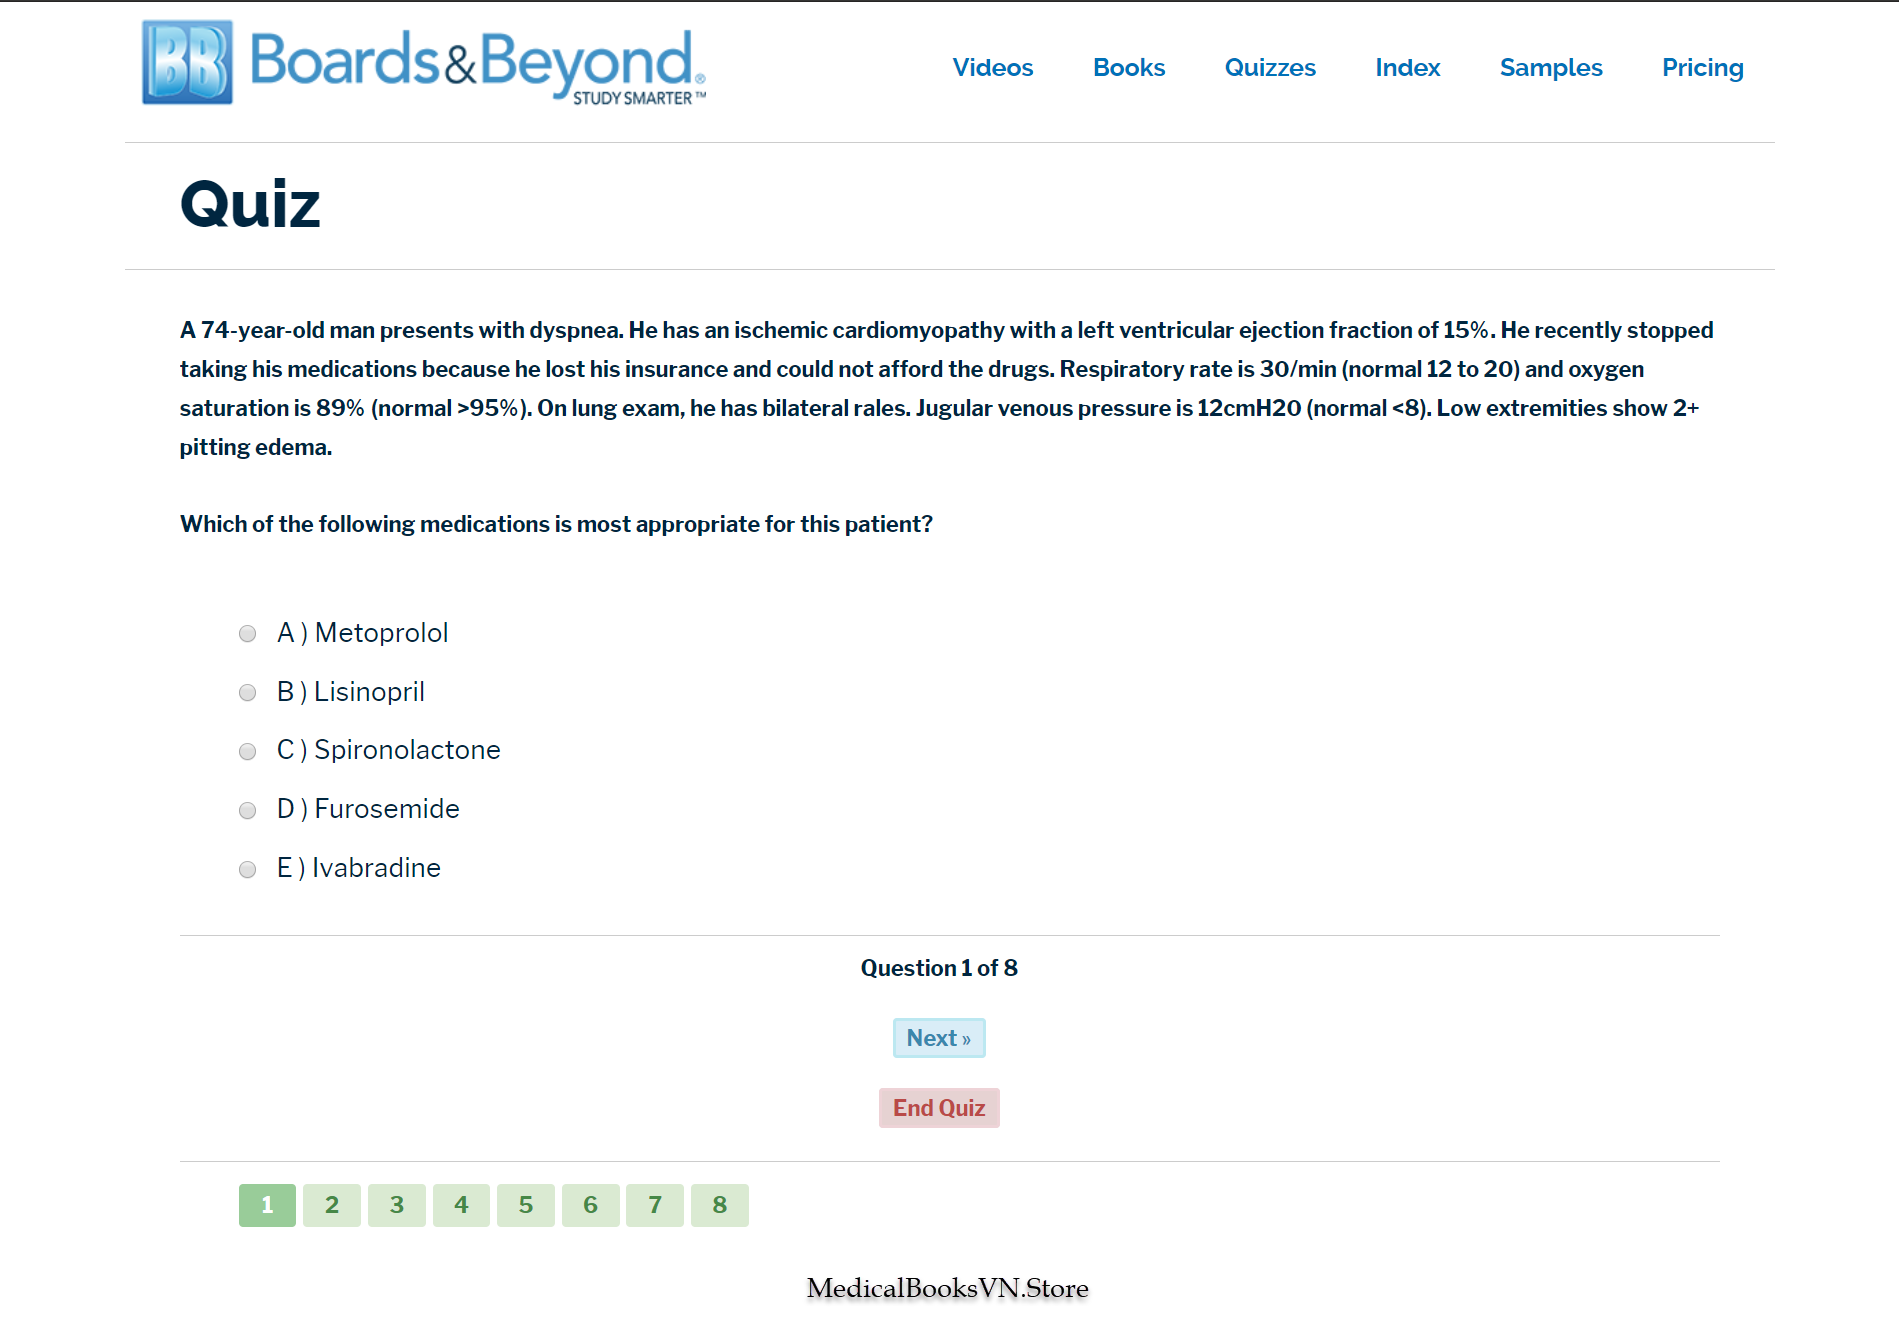 BB Boards&Beyond®
STUDY SMARTER™
Videos Books Quizzes Index Samples Pricing
Quiz
A 74-year-old man presents with dyspnea. He has an ischemic cardiomyopathy with a left ventricular ejection fraction of 15%. He recently stopped
taking his medications because he lost his insurance and could not afford the drugs. Respiratory rate is 30/min (normal 12 to 20) and oxygen
saturation is 89% (normal >95%). On lung exam, he has bilateral rales. Jugular venous pressure is 12cmH20 (normal <8). Low extremities show 2+
pitting edema.
Which of the following medications is most appropriate for this patient?
A ) Metoprolol
B ) Lisinopril
C ) Spironolactone
D ) Furosemide
E ) Ivabradine
Question 1 of 8
Next »
End Quiz
1 2 3 4 5 6 7 8
MedicalBooksVN.Store